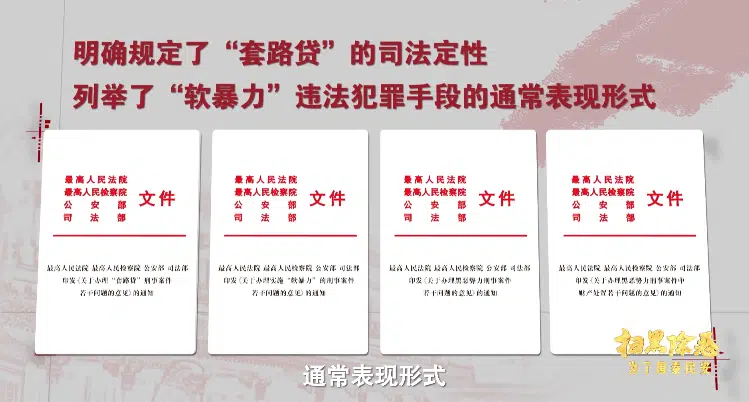 明确规定了“套路贷”的司法定性
列举了“软暴力”违法犯罪手段的通常表现形式
最高人民法院
最高人民检察院
公安部
司法部
文件
最高人民法院 最高人民检察院 公安部 司法部
印发《关于办理“套路贷”刑事案件
若干问题的意见》的通知
最高人民法院
最高人民检察院
公安部
司法部
文件
最高人民法院 最高人民检察院 公安部 司法部
印发《关于办理实施“软暴力”的刑事案件
若干问题的意见》的通知
最高人民法院
最高人民检察院
公安部
司法部
文件
最高人民法院 最高人民检察院 公安部 司法部
印发《关于办理黑恶势力刑事案件
若干问题的意见》的通知
最高人民法院
最高人民检察院
公安部
司法部
文件
最高人民法院 最高人民检察院 公安部 司法部
印发《关于办理黑恶势力刑事案件中
财产处置若干问题的意见》的通知
扫黑除恶
为了国泰民安
通常表现形式